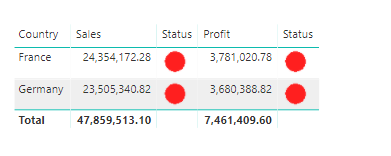 Country Sales Status Profit Status
France 24,354,172.28 3,781,020.78
Germany 23,505,340.82 3,680,388.82
Total 47,859,513.10 7,461,409.60